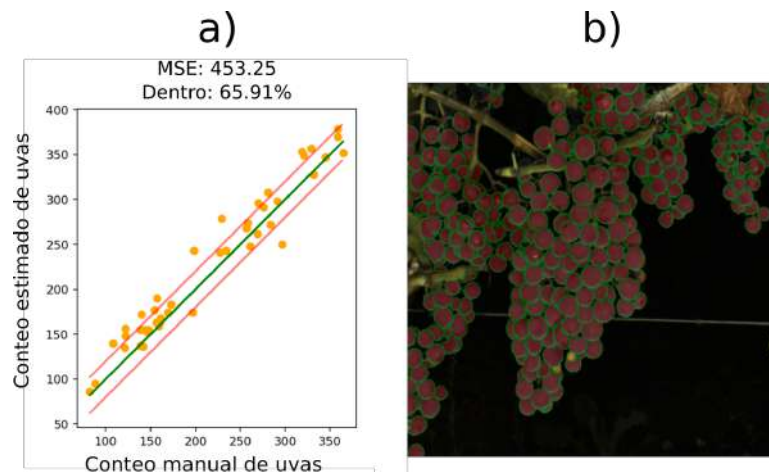 a)
b)
MSE: 453.25
Dentro: 65.91%
400
350
300
250
200
150
100
50
Conteo estimado de uvas
100 150 200 250 300 350
Conteo manual de uvas